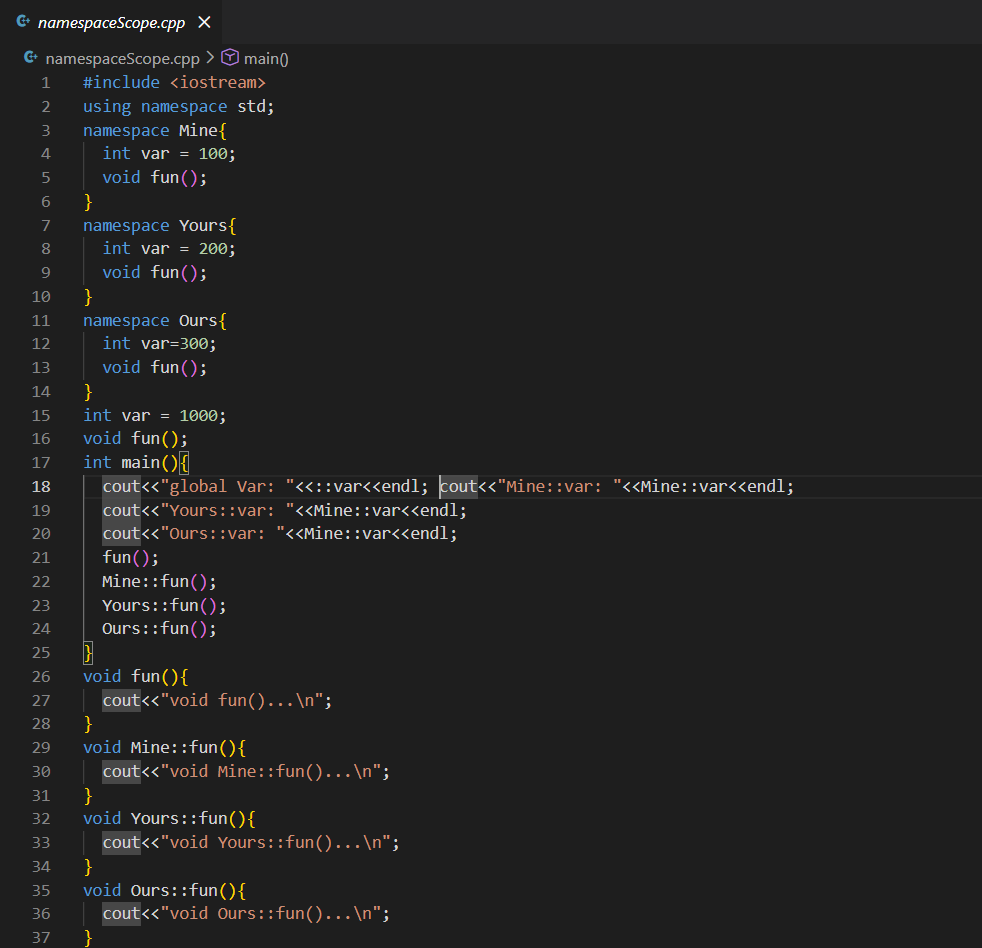 namespaceScope.cpp
namespaceScope.cpp > main()
1 #include <iostream>
2 using namespace std;
3 namespace Mine{
4   int var = 100;
5   void fun();
6 }
7 namespace Yours{
8   int var = 200;
9   void fun();
10 }
11 namespace Ours{
12   int var=300;
13   void fun();
14 }
15 int var = 1000;
16 void fun();
17 int main(){
18   cout<<"global Var: "<<::var<<endl; cout<<"Mine::var: "<<Mine::var<<endl;
19   cout<<"Yours::var: "<<Mine::var<<endl;
20   cout<<"Ours::var: "<<Mine::var<<endl;
21   fun();
22   Mine::fun();
23   Yours::fun();
24   Ours::fun();
25 }
26 void fun(){
27   cout<<"void fun()...\n";
28 }
29 void Mine::fun(){
30   cout<<"void Mine::fun()...\n";
31 }
32 void Yours::fun(){
33   cout<<"void Yours::fun()...\n";
34 }
35 void Ours::fun(){
36   cout<<"void Ours::fun()...\n";
37 }